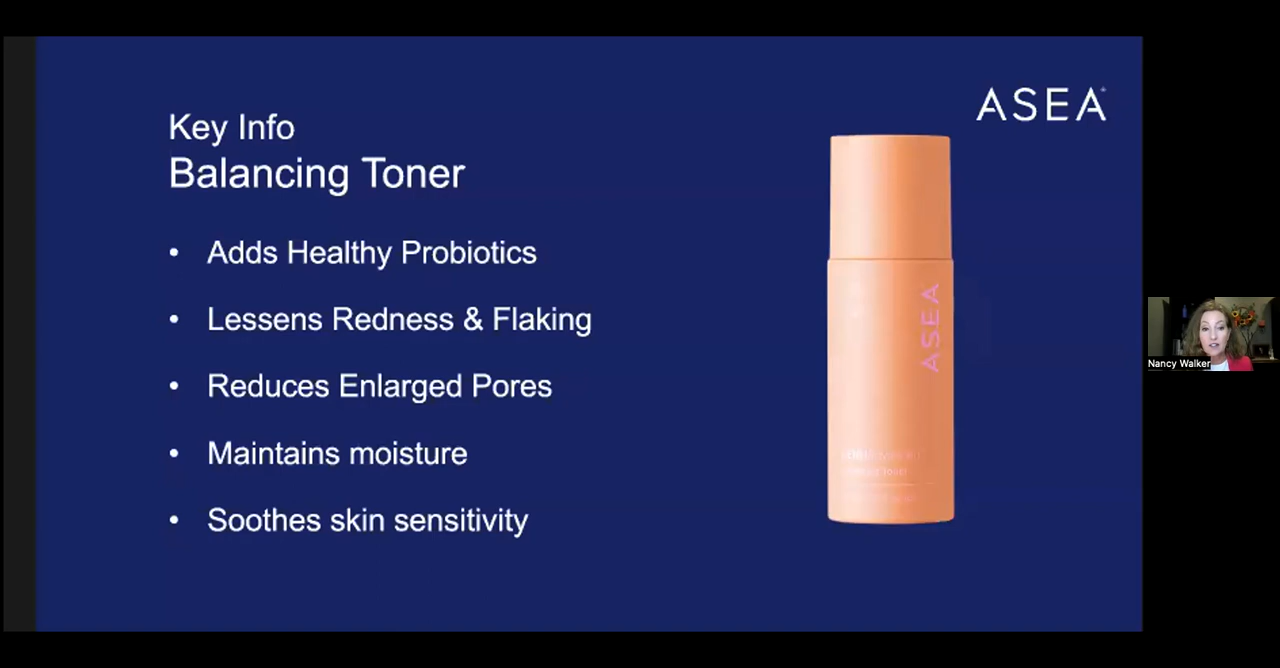 ASEA
Key Info
Balancing Toner
• Adds Healthy Probiotics
• Lessens Redness & Flaking
• Reduces Enlarged Pores
• Maintains moisture
• Soothes skin sensitivity
ASEA
Nancy Walker